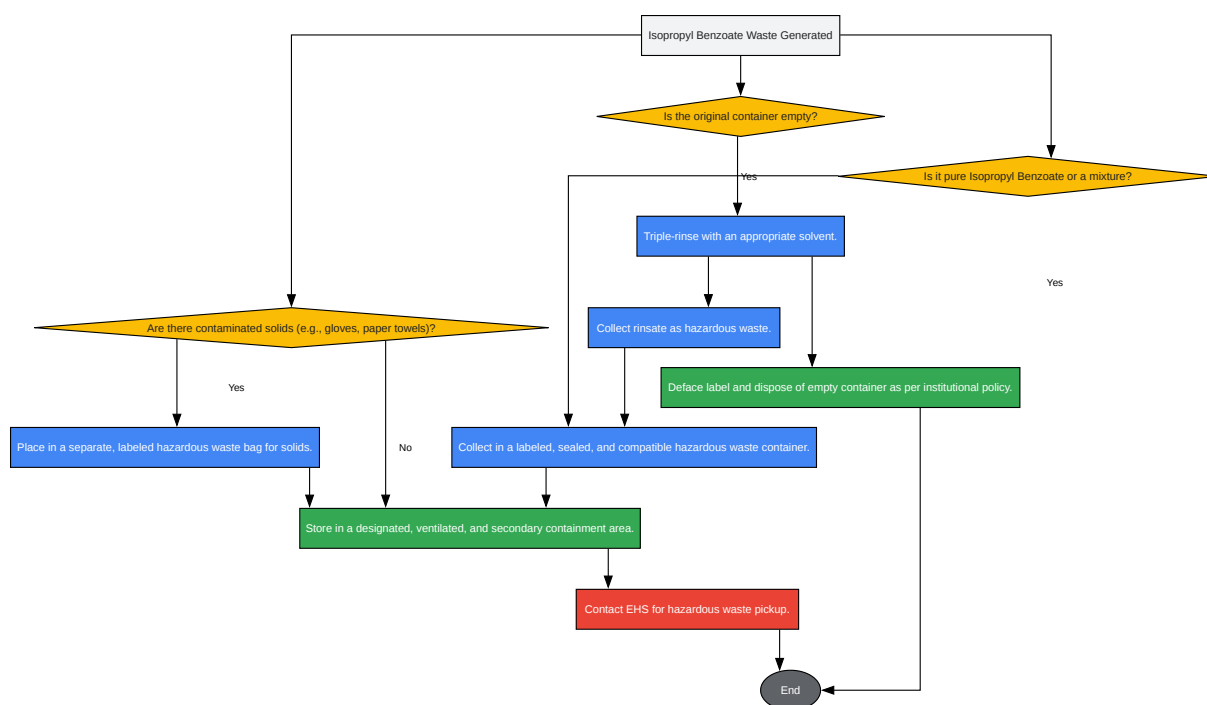 Isopropyl Benzoate Waste Generated
Is the original container empty?
Yes
Is it pure Isopropyl Benzoate or a mixture?
Triple-rinse with an appropriate solvent.
Yes
Collect rinsate as hazardous waste.
Are there contaminated solids (e.g., gloves, paper towels)?
Yes
Deface label and dispose of empty container as per institutional policy.
Place in a separate, labeled hazardous waste bag for solids.
No
Collect in a labeled, sealed, and compatible hazardous waste container.
Store in a designated, ventilated, and secondary containment area.
Contact EHS for hazardous waste pickup.
End